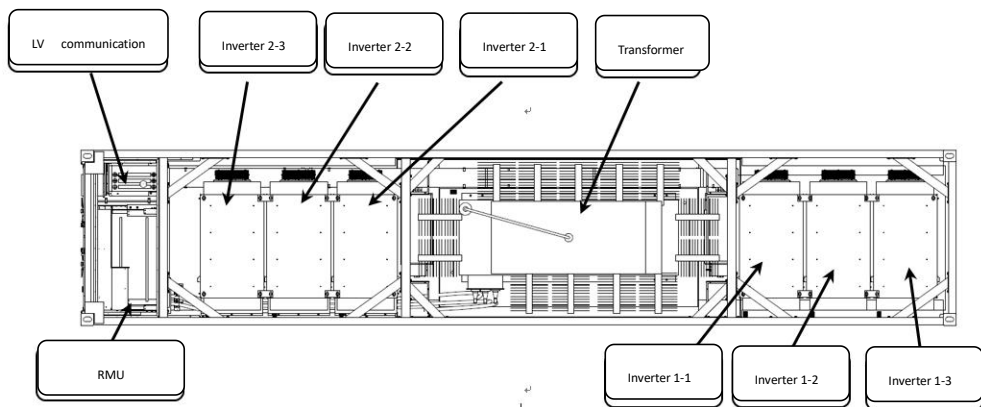 LV communication
Inverter 2-3
Inverter 2-2
Inverter 2-1
Transformer
RMU
Inverter 1-1
Inverter 1-2
Inverter 1-3